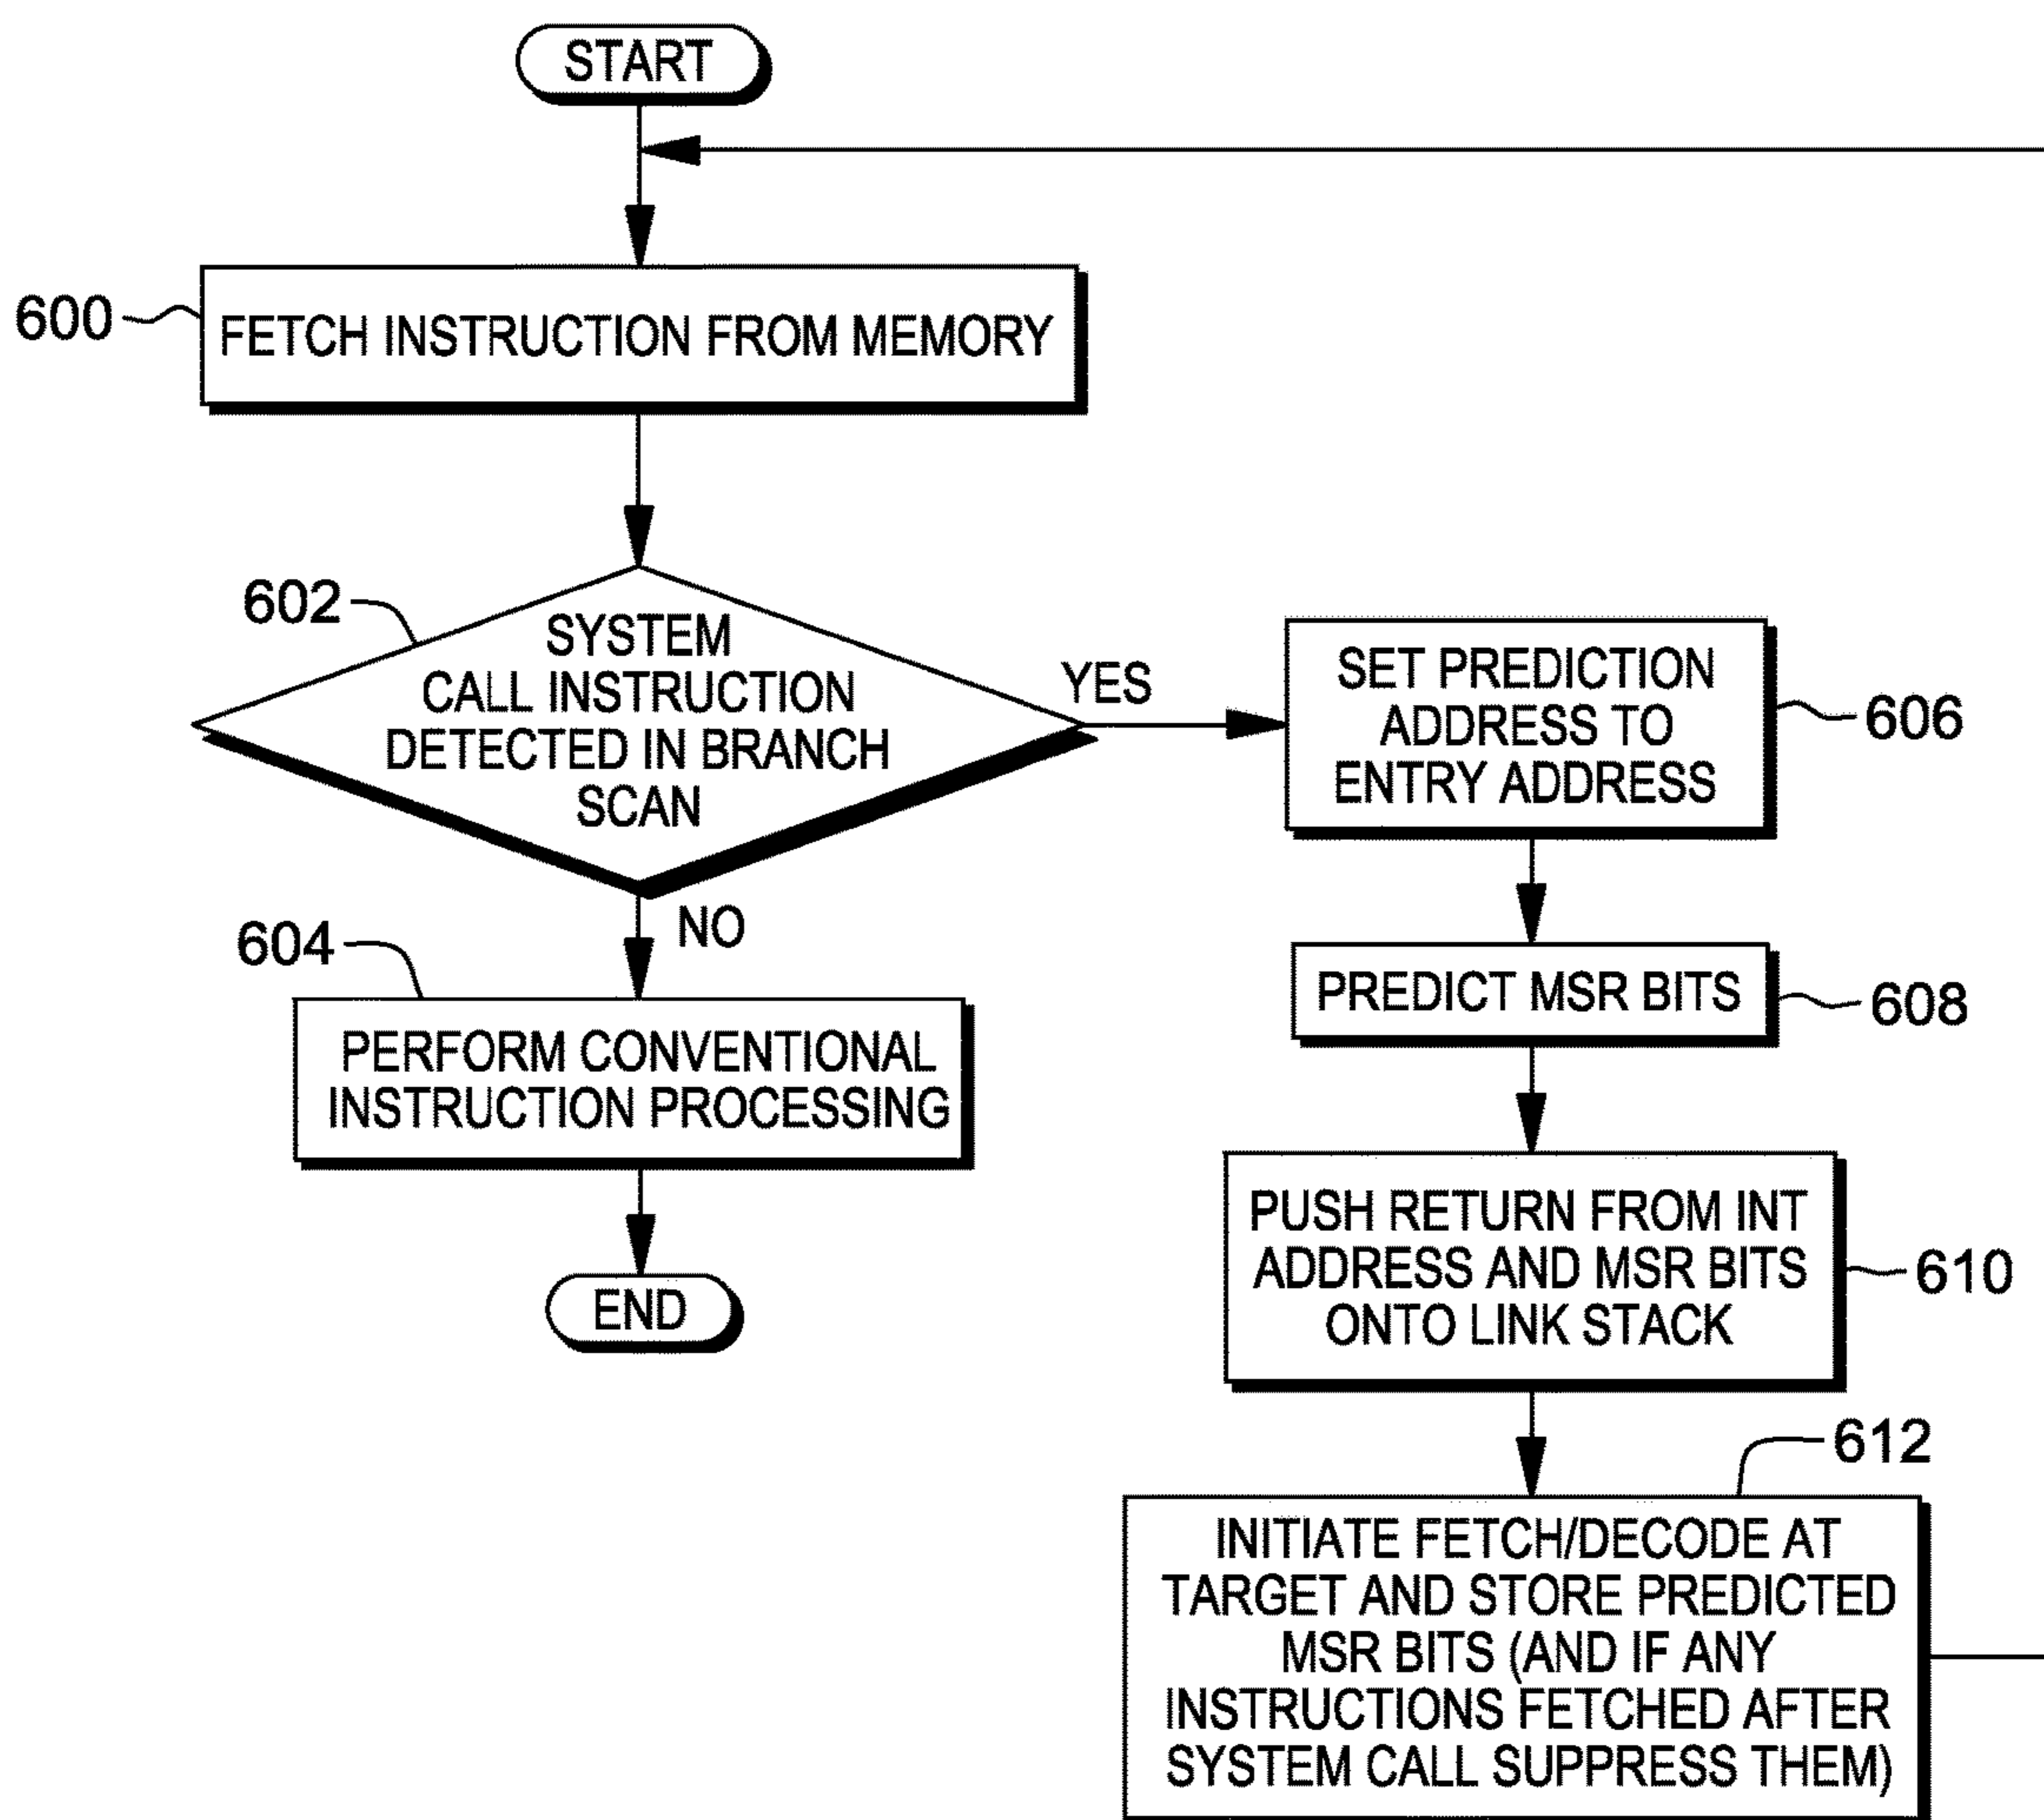 START
600
FETCH INSTRUCTION FROM MEMORY
602
SYSTEM
CALL INSTRUCTION
DETECTED IN BRANCH
SCAN
YES
NO
604
PERFORM CONVENTIONAL
INSTRUCTION PROCESSING
END
SET PREDICTION
ADDRESS TO
ENTRY ADDRESS
606
PREDICT MSR BITS
608
PUSH RETURN FROM INT
ADDRESS AND MSR BITS
ONTO LINK STACK
610
612
INITIATE FETCH/DECODE AT
TARGET AND STORE PREDICTED
MSR BITS (AND IF ANY
INSTRUCTIONS FETCHED AFTER
SYSTEM CALL SUPPRESS THEM)